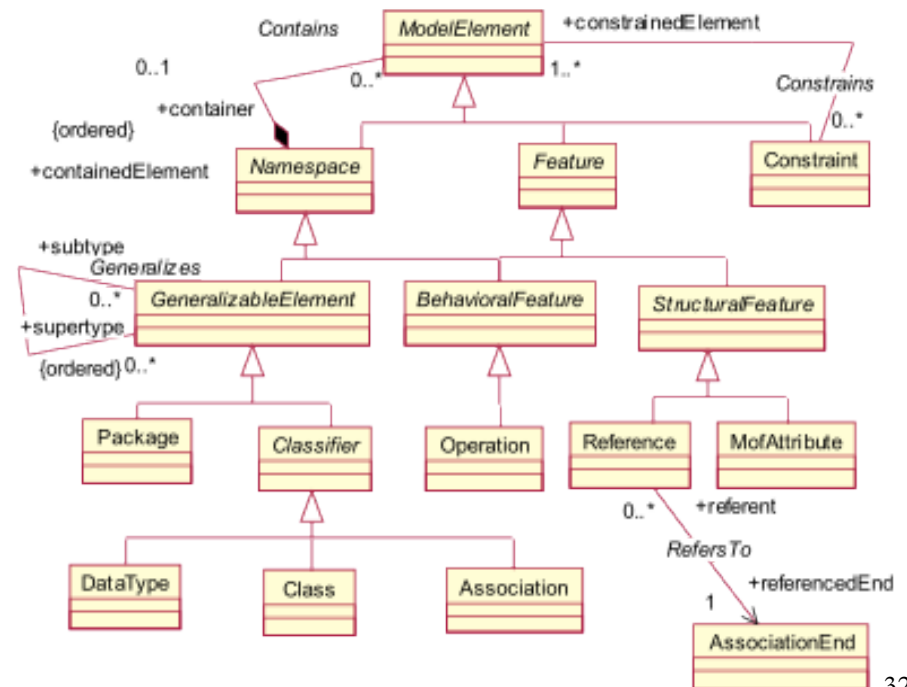 Contains
ModelElement
+constrainedElement
0..1
0..*
1..*
Constrains
+container
0..*
{ordered}
+containedElement
Namespace
Feature
Constraint
+subtype
Generalizes
0..*
GeneralizableElement
BehavioralFeature
StructuralFeature
+supertype
{ordered} 0..*
Package
Classifier
Operation
Reference
MofAttribute
0..*
+referent
RefersTo
DataType
Class
Association
+referencedEnd
1
AssociationEnd
32